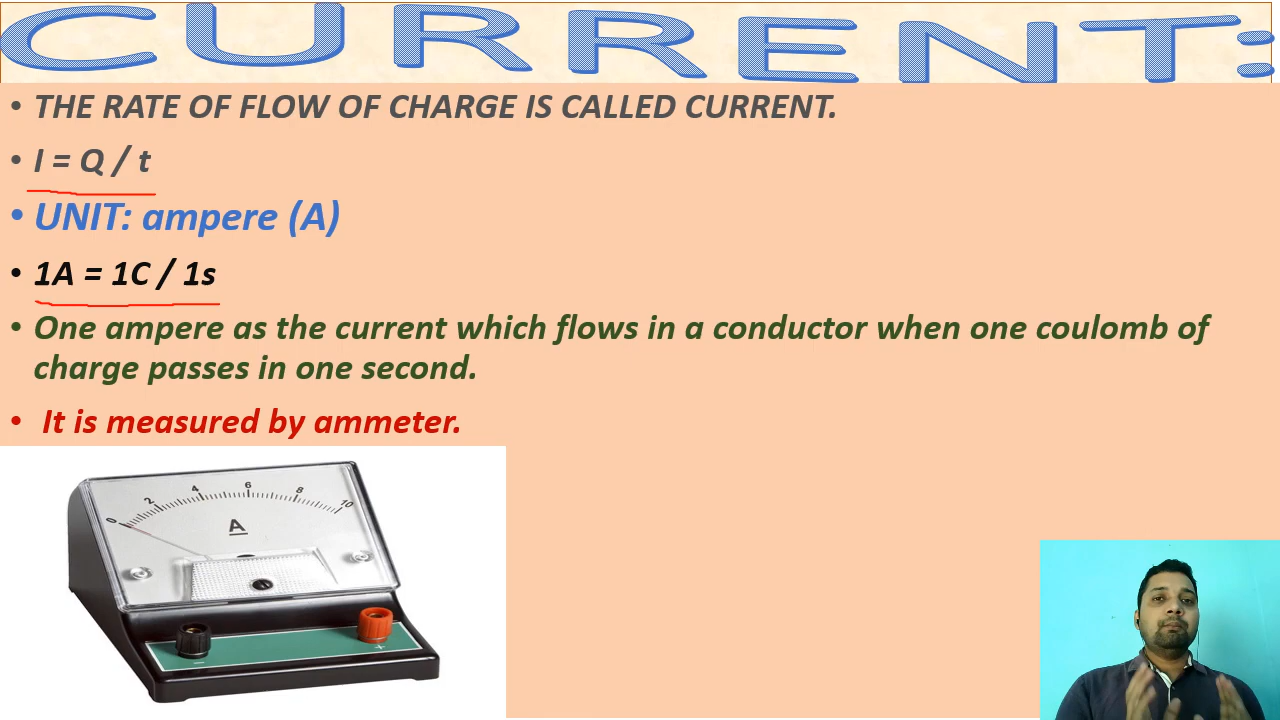 CURRENT:
• THE RATE OF FLOW OF CHARGE IS CALLED CURRENT.
• I = Q / t
• UNIT: ampere (A)
• 1A = 1C / 1s
• One ampere as the current which flows in a conductor when one coulomb of
charge passes in one second.
• It is measured by ammeter.
0 2 4 6 8 10
A
− +